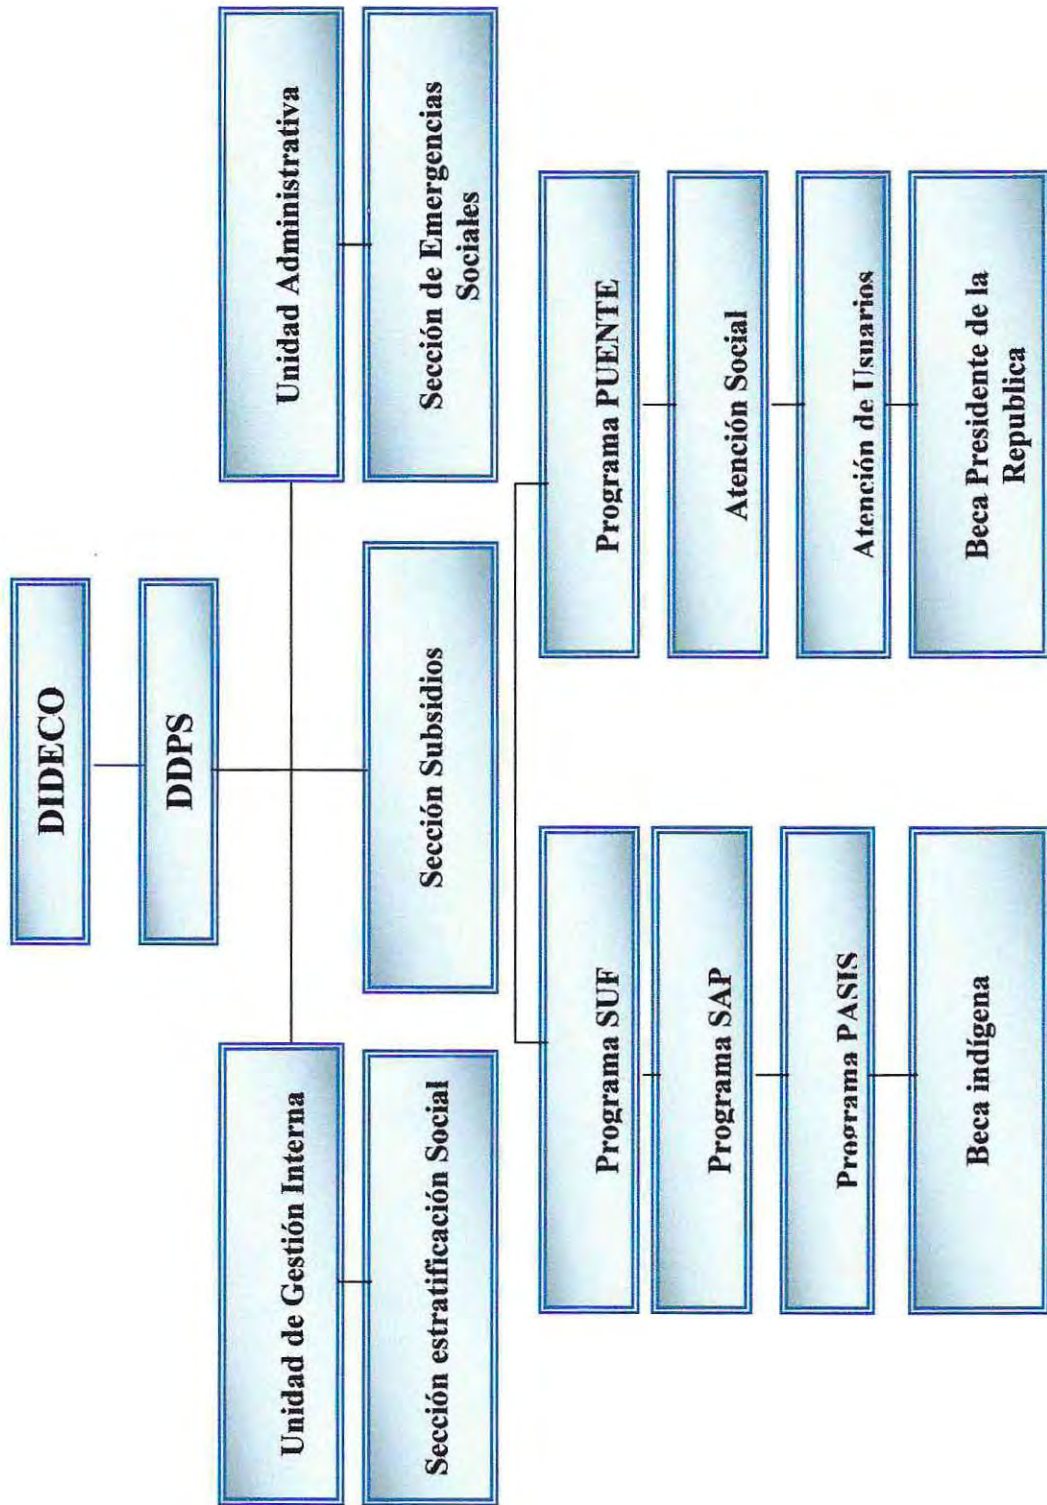 DIDECO
DDPS
Unidad de Gestión Interna
Unidad Administrativa
Sección estratificación Social
Sección Subsidios
Sección de Emergencias
Sociales
Programa SUF
Programa PUENTE
Programa SAP
Atención Social
Programa PASIS
Atención de Usuarios
Beca indígena
Beca Presidente de la
Republica